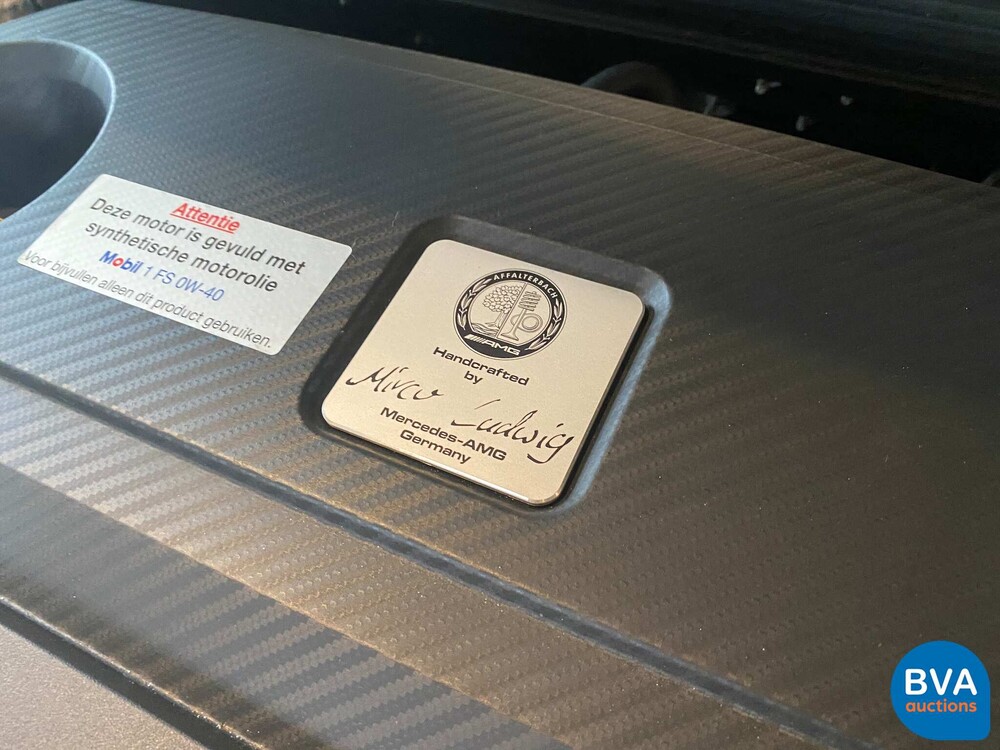 Attentie
Deze motor is gevuld met
synthetische motorolie
Mobil 1 FS 0W-40
Voor bijvullen alleen dit product gebruiken.
AFFALTERBACH
AMG
Handcrafted
by
Mirco Ludwig
Mercedes-AMG
Germany
BVA
auctions